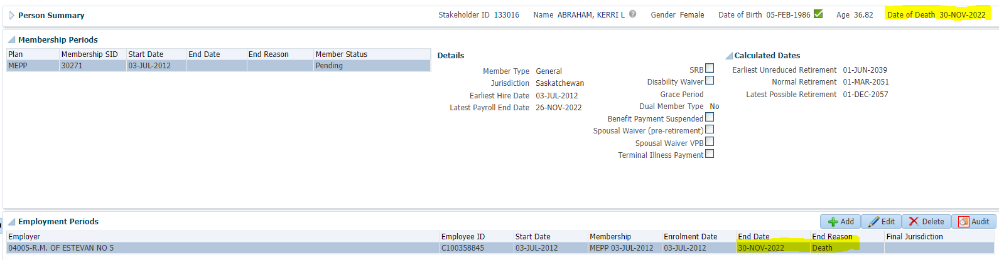 Person Summary Stakeholder ID 133016 Name ABRAHAM, KERRI L Gender Female Date of Birth 05-FEB-1986 Age 36.82 Date of Death 30-NOV-2022
Membership Periods
Plan Membership SID Start Date End Date End Reason Member Status
MEPP 30271 03-JUL-2012 Pending
Details
Member Type General
Jurisdiction Saskatchewan
Earliest Hire Date 03-JUL-2012
Latest Payroll End Date 26-NOV-2022
SRB
Disability Waiver
Grace Period
Dual Member Type No
Benefit Payment Suspended
Spousal Waiver (pre-retirement)
Spousal Waiver VPB
Terminal Illness Payment
Calculated Dates
Earliest Unreduced Retirement 01-JUN-2039
Normal Retirement 01-MAR-2051
Latest Possible Retirement 01-DEC-2057
Employment Periods Add Edit Delete Audit
Employer Employee ID Start Date Membership Enrolment Date End Date End Reason Final Jurisdiction
04005-R.M. OF ESTEVAN NO 5 C100358845 03-JUL-2012 MEPP 03-JUL-2012 03-JUL-2012 30-NOV-2022 Death